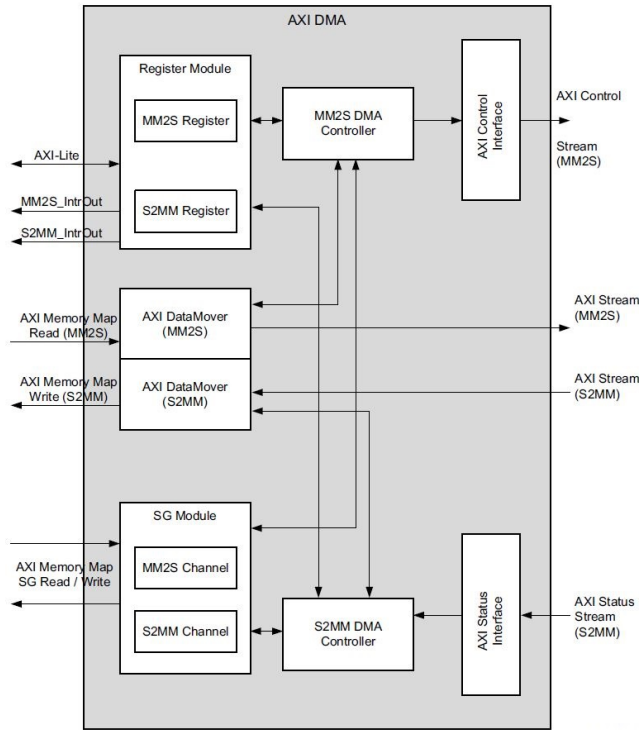 AXI DMA
Register Module
MM2S Register
S2MM Register
MM2S DMA
Controller
AXI Control
Interface
AXI Control
Stream
(MM2S)
AXI-Lite
MM2S_IntrOut
S2MM_IntrOut
AXI Memory Map
Read (MM2S)
AXI DataMover
(MM2S)
AXI Stream
(MM2S)
AXI Memory Map
Write (S2MM)
AXI DataMover
(S2MM)
AXI Stream
(S2MM)
SG Module
MM2S Channel
S2MM Channel
AXI Memory Map
SG Read / Write
S2MM DMA
Controller
AXI Status
Interface
AXI Status
Stream
(S2MM)